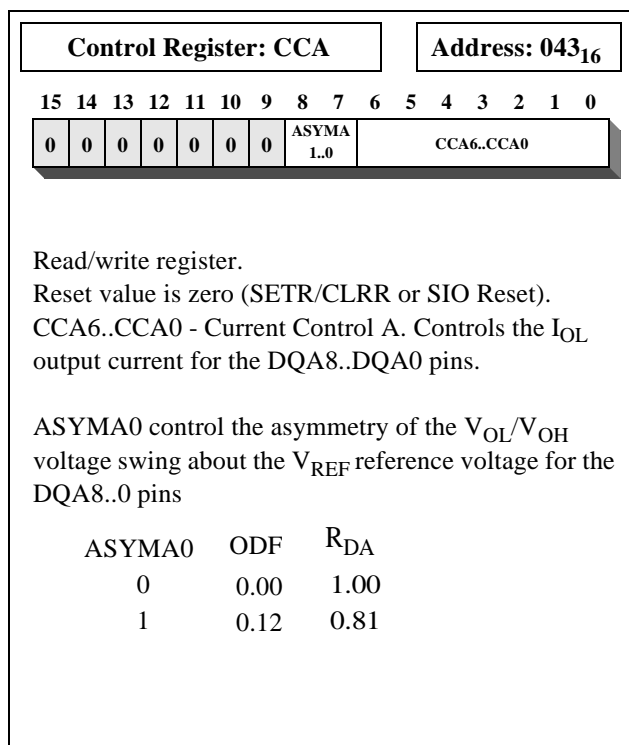 Control Register: CCA
Address: 043₁₆
15 14 13 12 11 10 9 8 7 6 5 4 3 2 1 0
0 0 0 0 0 0 0 ASYMA 1..0 CCA6..CCA0
Read/write register.
Reset value is zero (SETR/CLRR or SIO Reset).
CCA6..CCA0 - Current Control A. Controls the I_OL
output current for the DQA8..DQA0 pins.
ASYMA0 control the asymmetry of the V_OL/V_OH
voltage swing about the V_REF reference voltage for the
DQA8..0 pins
ASYMA0 ODF R_DA
0 0.00 1.00
1 0.12 0.81